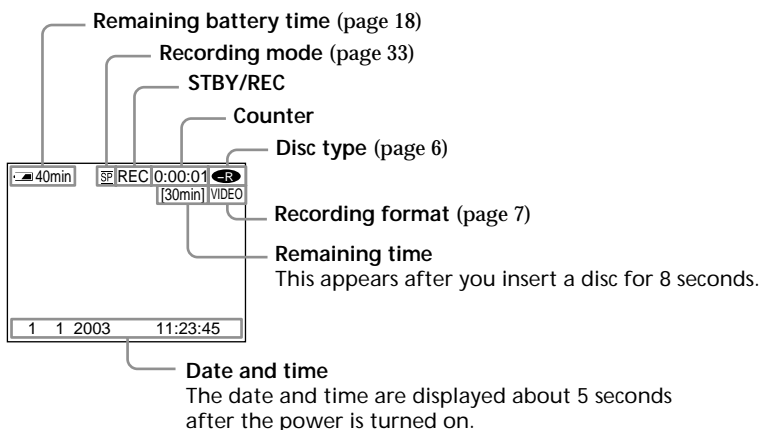 Remaining battery time (page 18)
Recording mode (page 33)
STBY/REC
Counter
Disc type (page 6)
40min SP REC 0:00:01 -R
[30min] VIDEO
Recording format (page 7)
Remaining time
This appears after you insert a disc for 8 seconds.
1 1 2003 11:23:45
Date and time
The date and time are displayed about 5 seconds
after the power is turned on.